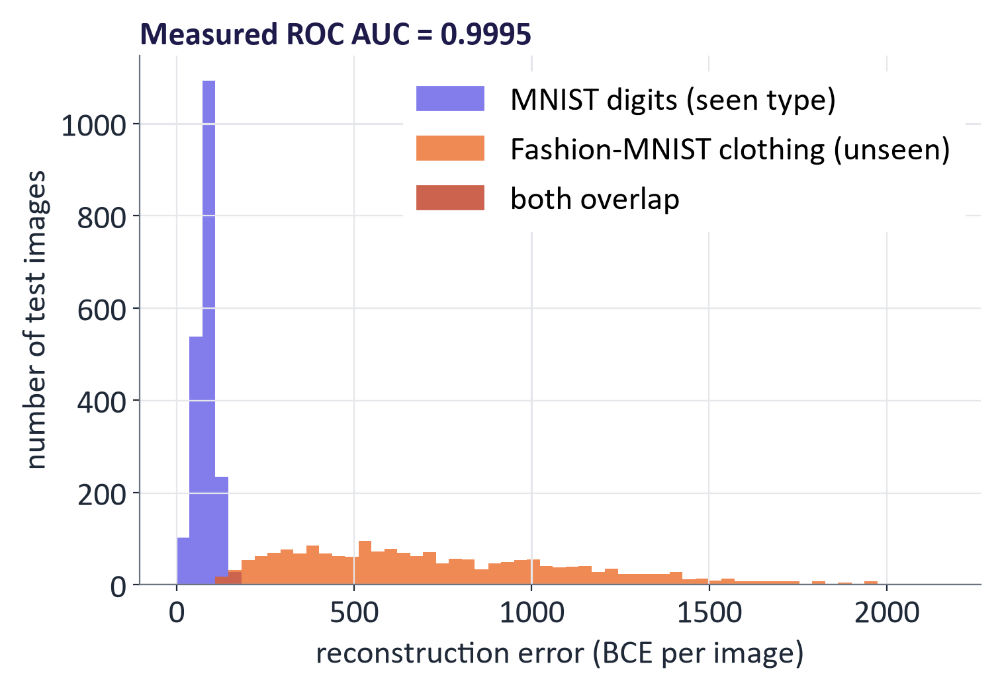 Measured ROC AUC = 0.9995
MNIST digits (seen type)
Fashion-MNIST clothing (unseen)
both overlap
number of test images
1000
800
600
400
200
0
0 500 1000 1500 2000
reconstruction error (BCE per image)